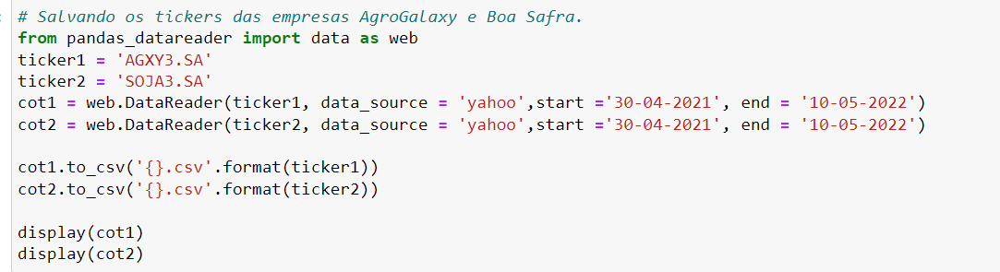 # Salvando os tickers das empresas AgroGalaxy e Boa Safra.
from pandas_datareader import data as web
ticker1 = 'AGXY3.SA'
ticker2 = 'SOJA3.SA'
cot1 = web.DataReader(ticker1, data_source = 'yahoo',start ='30-04-2021', end = '10-05-2022')
cot2 = web.DataReader(ticker2, data_source = 'yahoo',start ='30-04-2021', end = '10-05-2022')
cot1.to_csv('{}.csv'.format(ticker1))
cot2.to_csv('{}.csv'.format(ticker2))
display(cot1)
display(cot2)